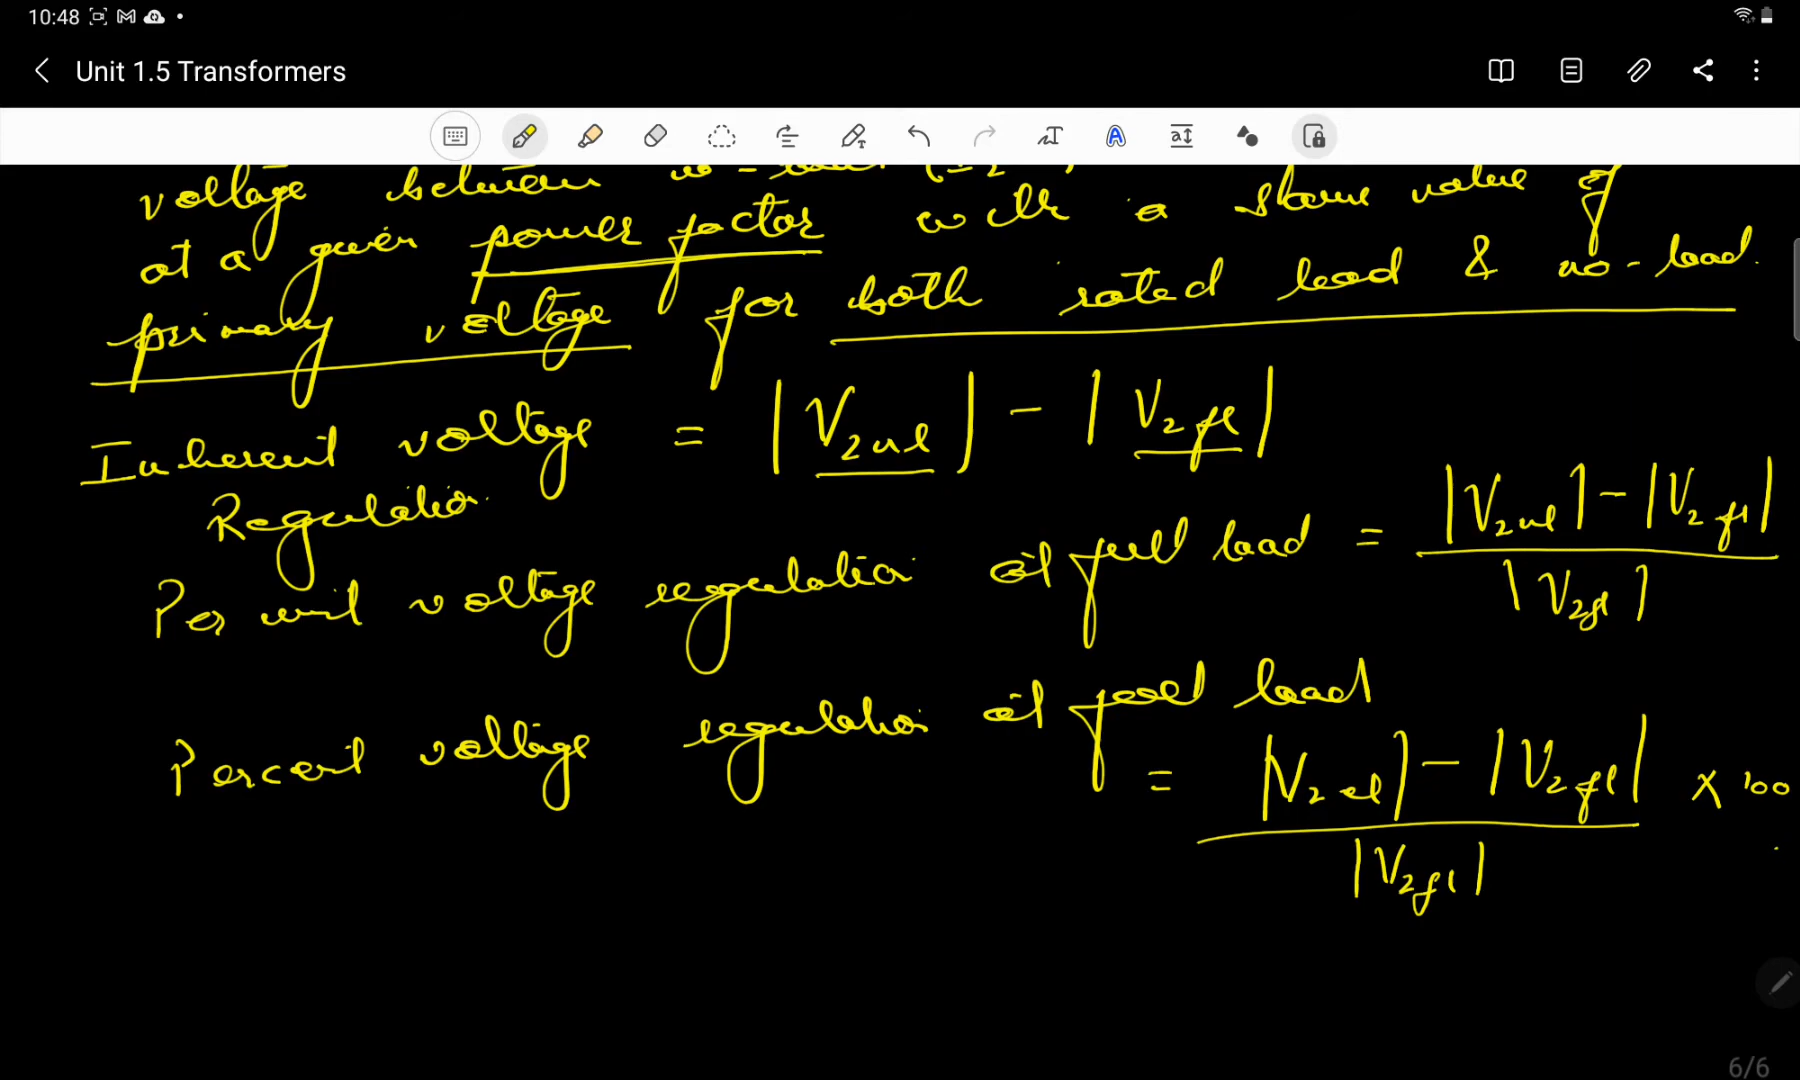 10:48
Unit 1.5 Transformers
voltage between no-load
at a given power factor with a same value of
primary voltage for both rated load & no-load.
Inherent voltage = |V2nl| - |V2fl|
Regulation.
Per unit voltage regulation at full load = |V2nl| - |V2fl|
|V2fl|
Percent voltage regulation at full load
= |V2nl| - |V2fl| × 100
|V2fl|
6/6